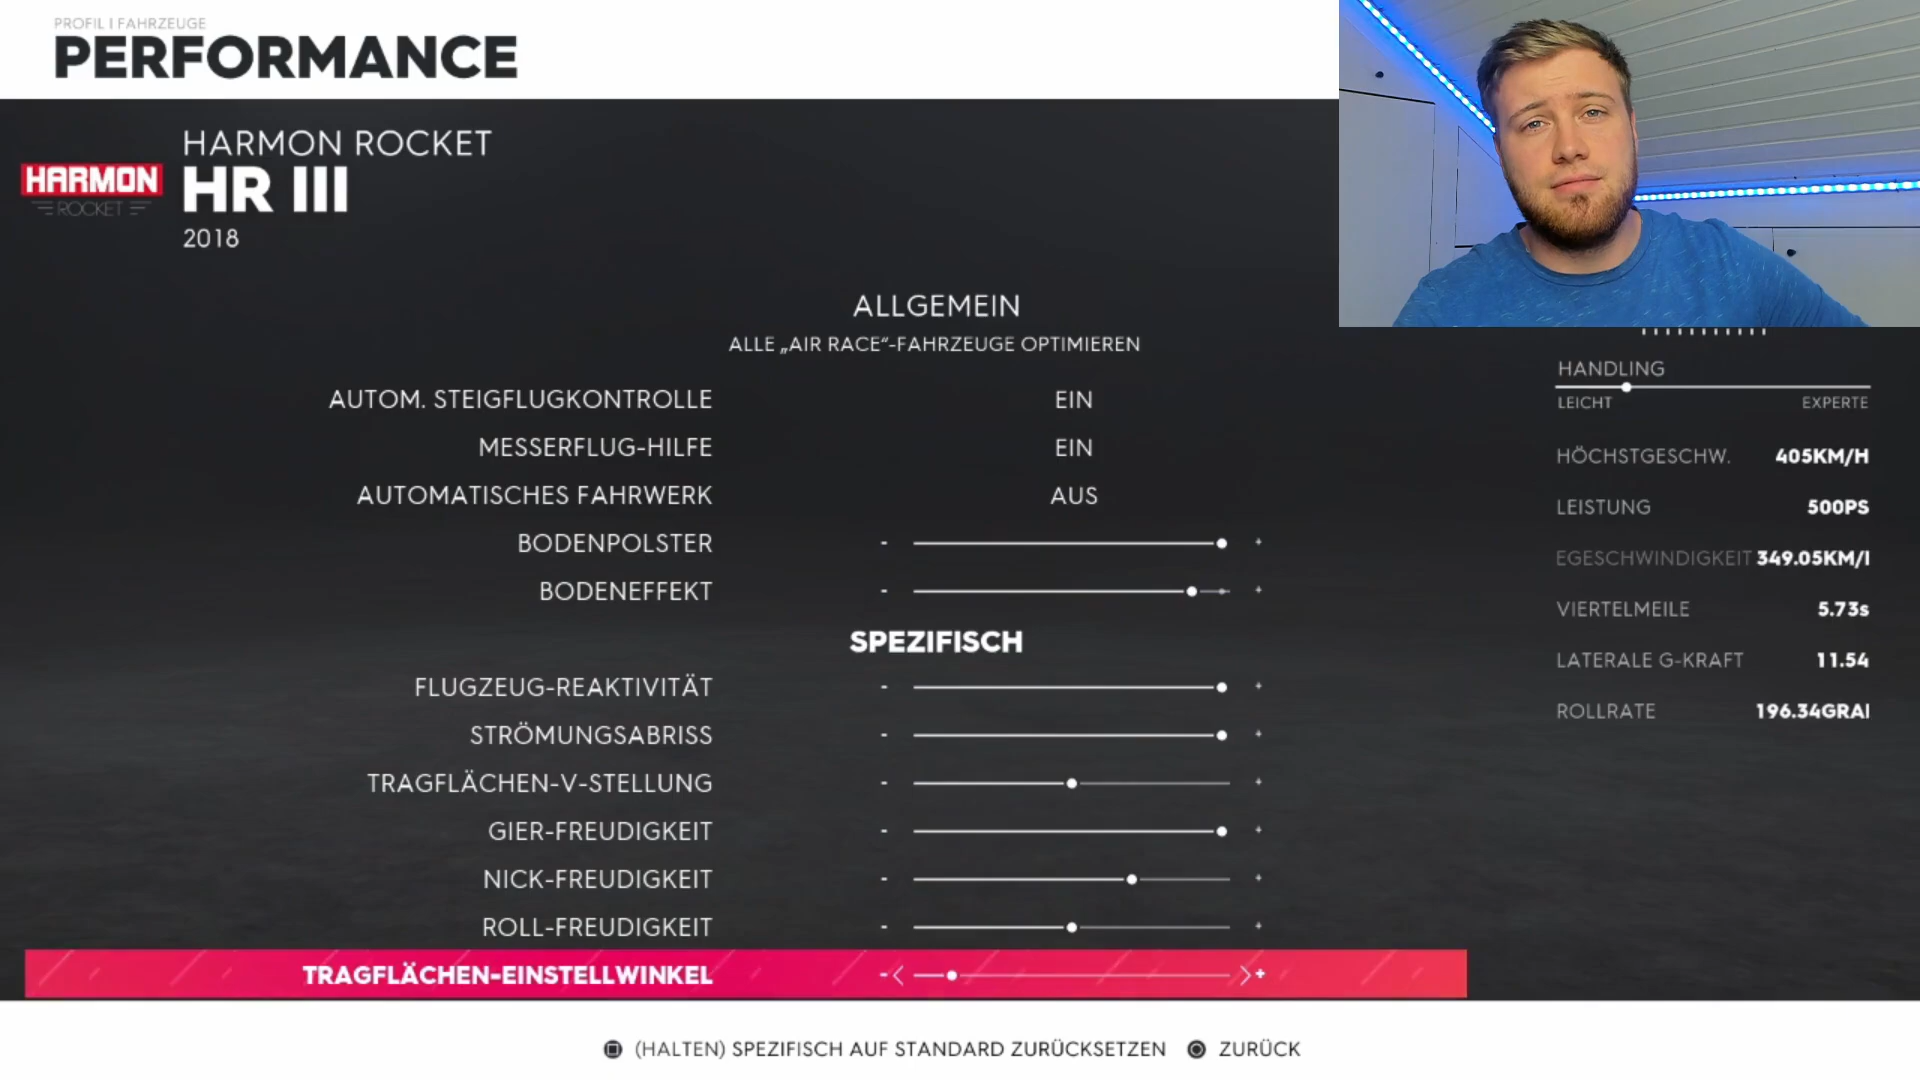 PROFIL I FAHRZEUGE
PERFORMANCE
HARMON
ROCKET
HARMON ROCKET
HR III
2018
ALLGEMEIN
ALLE „AIR RACE“-FAHRZEUGE OPTIMIEREN
AUTOM. STEIGFLUGKONTROLLE EIN
MESSERFLUG-HILFE EIN
AUTOMATISCHES FAHRWERK AUS
BODENPOLSTER - +
BODENEFFEKT - +
SPEZIFISCH
FLUGZEUG-REAKTIVITÄT - +
STRÖMUNGSABRISS - +
TRAGFLÄCHEN-V-STELLUNG - +
GIER-FREUDIGKEIT - +
NICK-FREUDIGKEIT - +
ROLL-FREUDIGKEIT - +
TRAGFLÄCHEN-EINSTELLWINKEL - < > +
HANDLING
LEICHT EXPERTE
HÖCHSTGESCHW. 405KM/H
LEISTUNG 500PS
EGESCHWINDIGKEIT 349.05KM/
VIERTELMEILE 5.73s
LATERALE G-KRAFT 11.54
ROLLRATE 196.34GRA
(HALTEN) SPEZIFISCH AUF STANDARD ZURÜCKSETZEN ZURÜCK